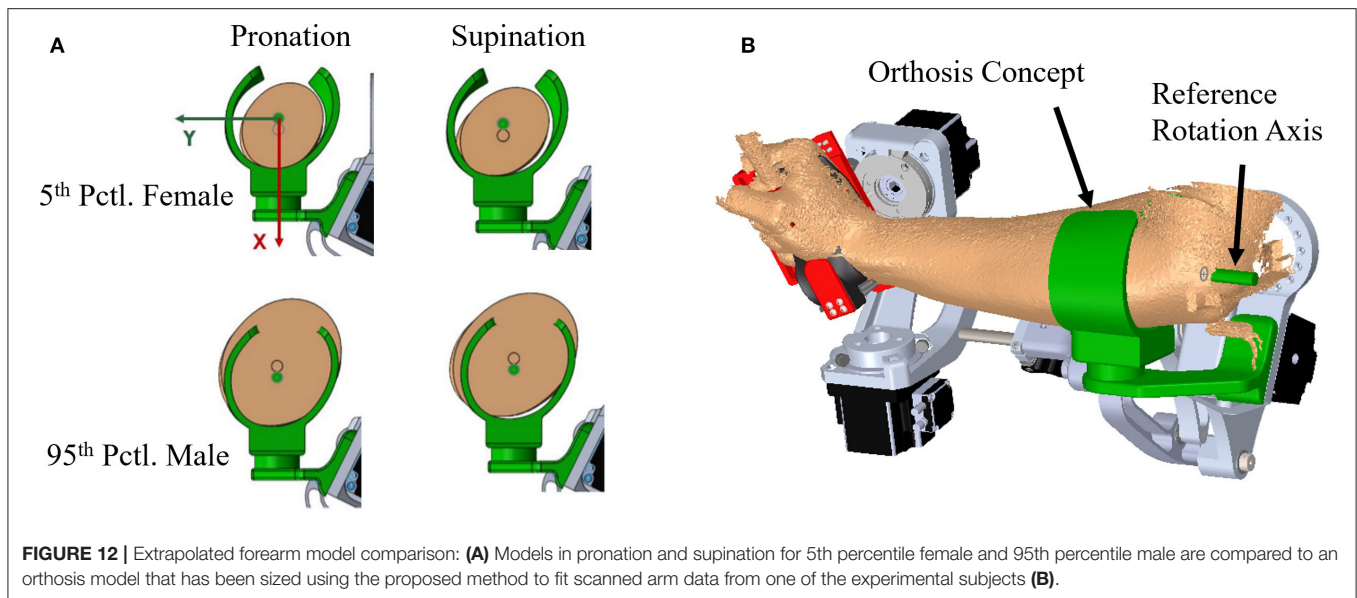 A
Pronation
Supination
B
Orthosis Concept
Reference
Rotation Axis
Y
5th Pctl. Female
X
95th Pctl. Male
FIGURE 12 | Extrapolated forearm model comparison: (A) Models in pronation and supination for 5th percentile female and 95th percentile male are compared to an
orthosis model that has been sized using the proposed method to fit scanned arm data from one of the experimental subjects (B).